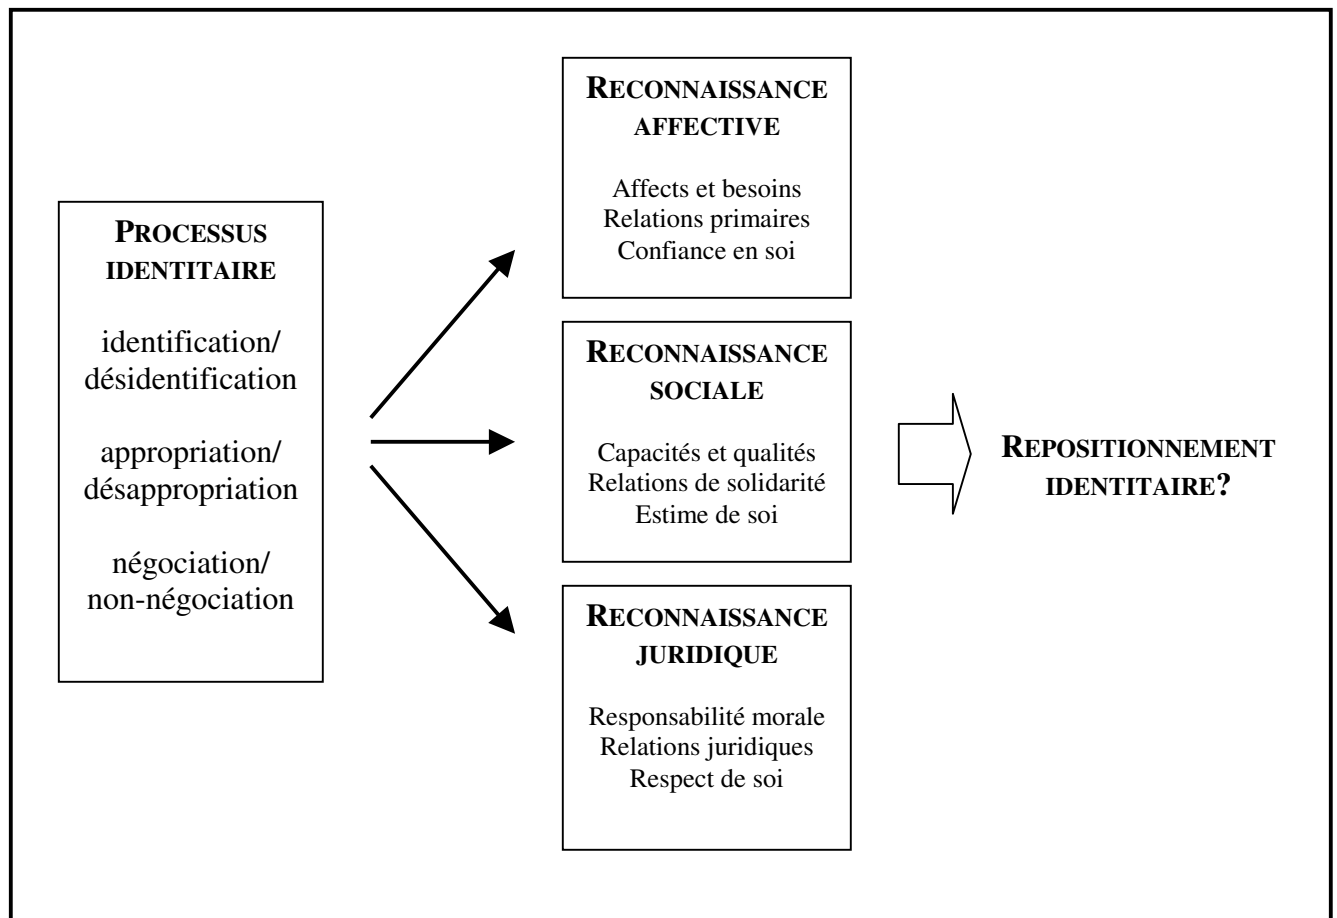 PROCESSUS
IDENTITAIRE
identification/
désidentification
appropriation/
désappropriation
négociation/
non-négociation
RECONNAISSANCE
AFFECTIVE
Affects et besoins
Relations primaires
Confiance en soi
RECONNAISSANCE
SOCIALE
Capacités et qualités
Relations de solidarité
Estime de soi
RECONNAISSANCE
JURIDIQUE
Responsabilité morale
Relations juridiques
Respect de soi
REPOSITIONNEMENT
IDENTITAIRE?